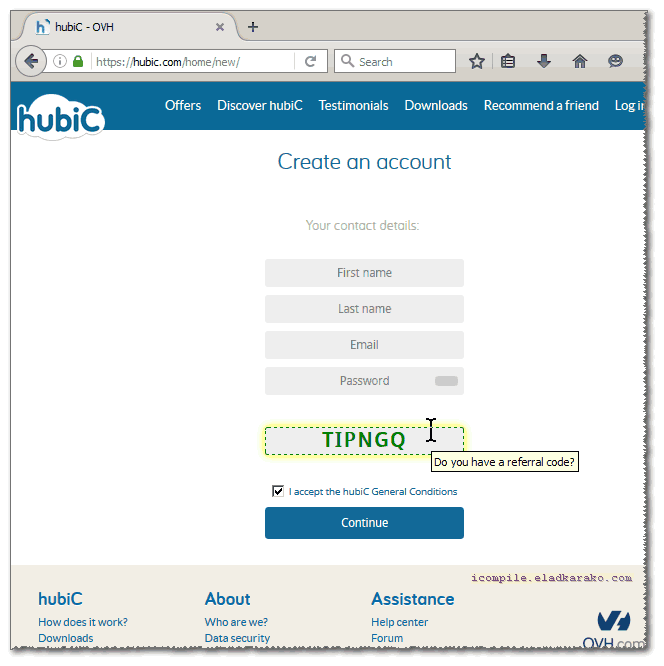 hubiC - OVH
https://hubic.com/home/new/
Search
hubiC
Offers Discover hubiC Testimonials Downloads Recommend a friend Log in
Create an account
Your contact details:
First name
Last name
Email
Password
TIPNGQ
Do you have a referral code?
I accept the hubiC General Conditions
Continue
icompile.eladkarako.com
hubiC About Assistance
How does it work? Who are we? Help center
Downloads Data security Forum
OVH.com